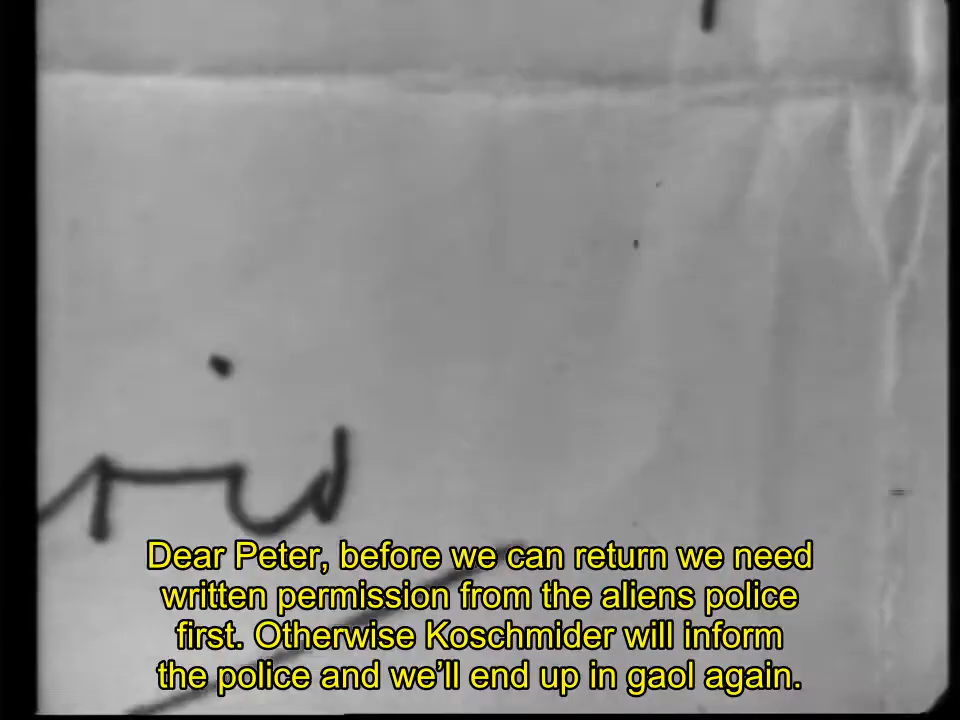 rid
Dear Peter, before we can return we need
written permission from the aliens police
first. Otherwise Koschmider will inform
the police and we’ll end up in gaol again.